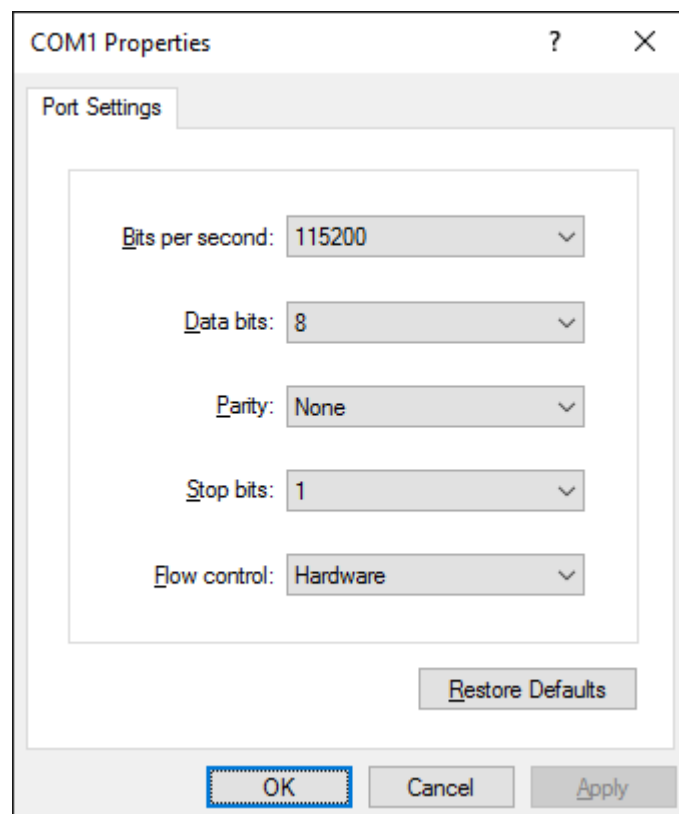 COM1 Properties ?
Port Settings
Bits per second: 115200
Data bits: 8
Parity: None
Stop bits: 1
Flow control: Hardware
Restore Defaults
OK Cancel Apply